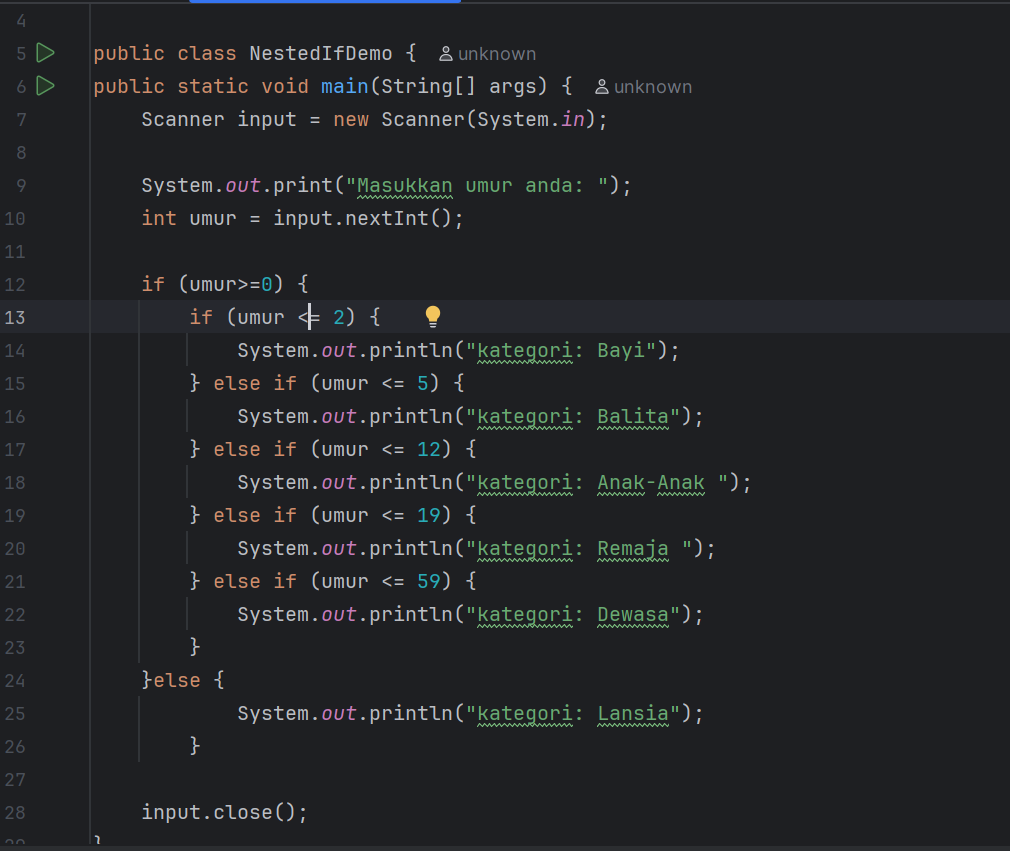 4
5 public class NestedIfDemo { unknown
6 public static void main(String[] args) { unknown
7 Scanner input = new Scanner(System.in);
8
9 System.out.print("Masukkan umur anda: ");
10 int umur = input.nextInt();
11
12 if (umur>=0) {
13 if (umur <= 2) {
14 System.out.println("kategori: Bayi");
15 } else if (umur <= 5) {
16 System.out.println("kategori: Balita");
17 } else if (umur <= 12) {
18 System.out.println("kategori: Anak-Anak ");
19 } else if (umur <= 19) {
20 System.out.println("kategori: Remaja ");
21 } else if (umur <= 59) {
22 System.out.println("kategori: Dewasa");
23 }
24 }else {
25 System.out.println("kategori: Lansia");
26 }
27
28 input.close();
29 }